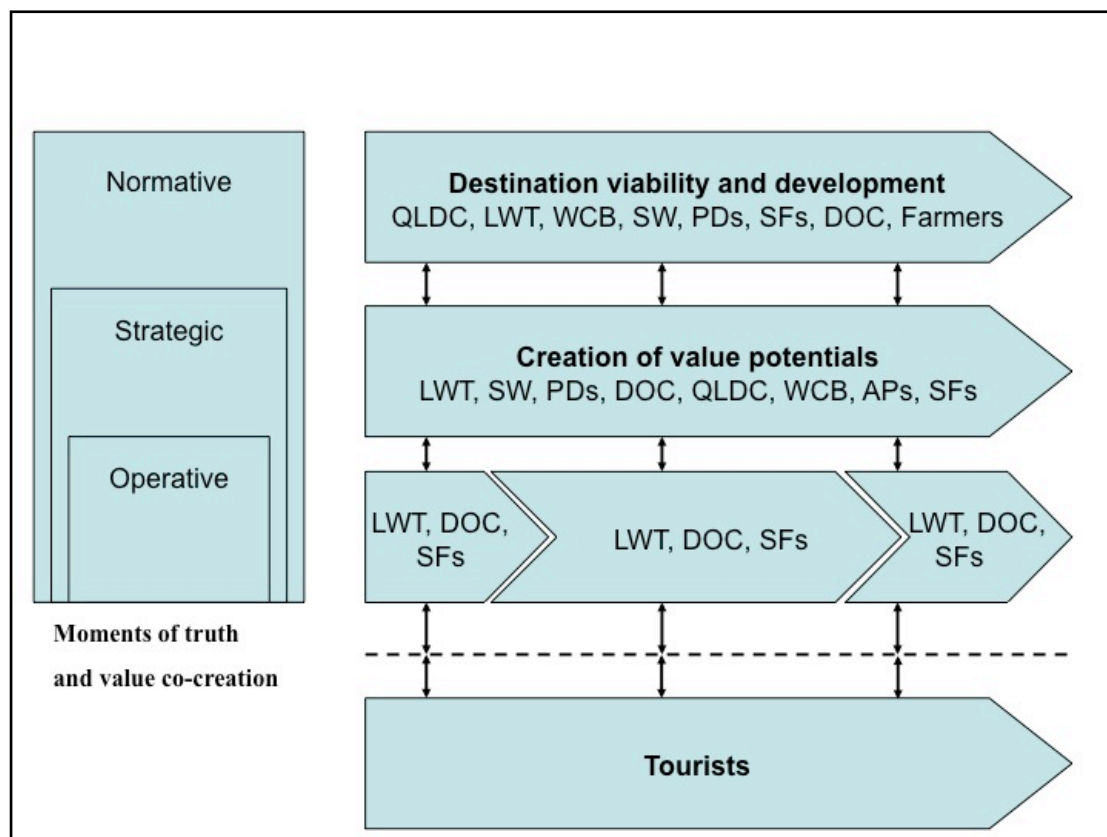 Normative
Strategic
Operative
Moments of truth
and value co-creation
Destination viability and development
QLDC, LWT, WCB, SW, PDs, SFs, DOC, Farmers
Creation of value potentials
LWT, SW, PDs, DOC, QLDC, WCB, APs, SFs
LWT, DOC,
SFs
LWT, DOC, SFs
LWT, DOC,
SFs
Tourists